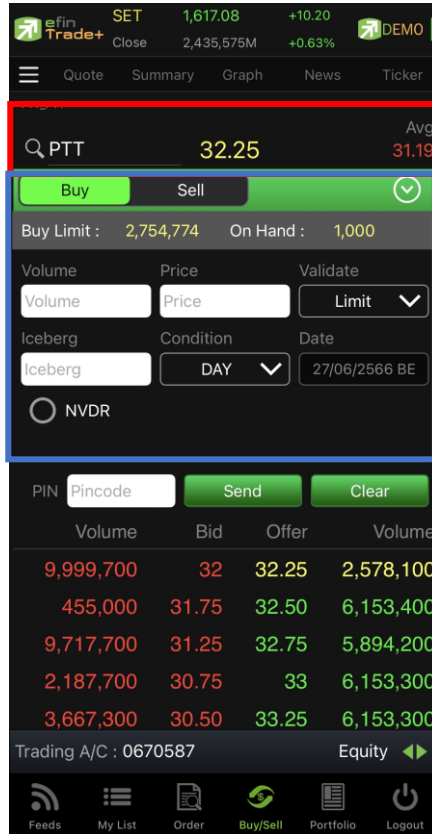 efin Trade+ SET 1,617.08 +10.20 DEMO
Close 2,435,575M +0.63%
Quote Summary Graph News Ticker
Avg
PTT 32.25 31.19
Buy Sell
Buy Limit : 2,754,774 On Hand : 1,000
Volume Price Validate
Volume Price Limit
Iceberg Condition Date
Iceberg DAY 27/06/2566 BE
NVDR
PIN Pincode Send Clear
Volume Bid Offer Volume
9,999,700 32 32.25 2,578,100
455,000 31.75 32.50 6,153,400
9,717,700 31.25 32.75 5,894,200
2,187,700 30.75 33 6,153,300
3,667,300 30.50 33.25 6,153,300
Trading A/C : 0670587 Equity
Feeds My List Order Buy/Sell Portfolio Logout